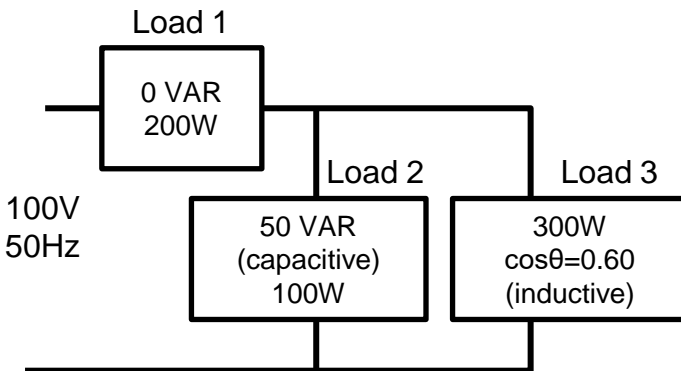 Load 1
0 VAR
200W
Load 2
Load 3
100V
50Hz
50 VAR
(capacitive)
100W
300W
cosθ=0.60
(inductive)